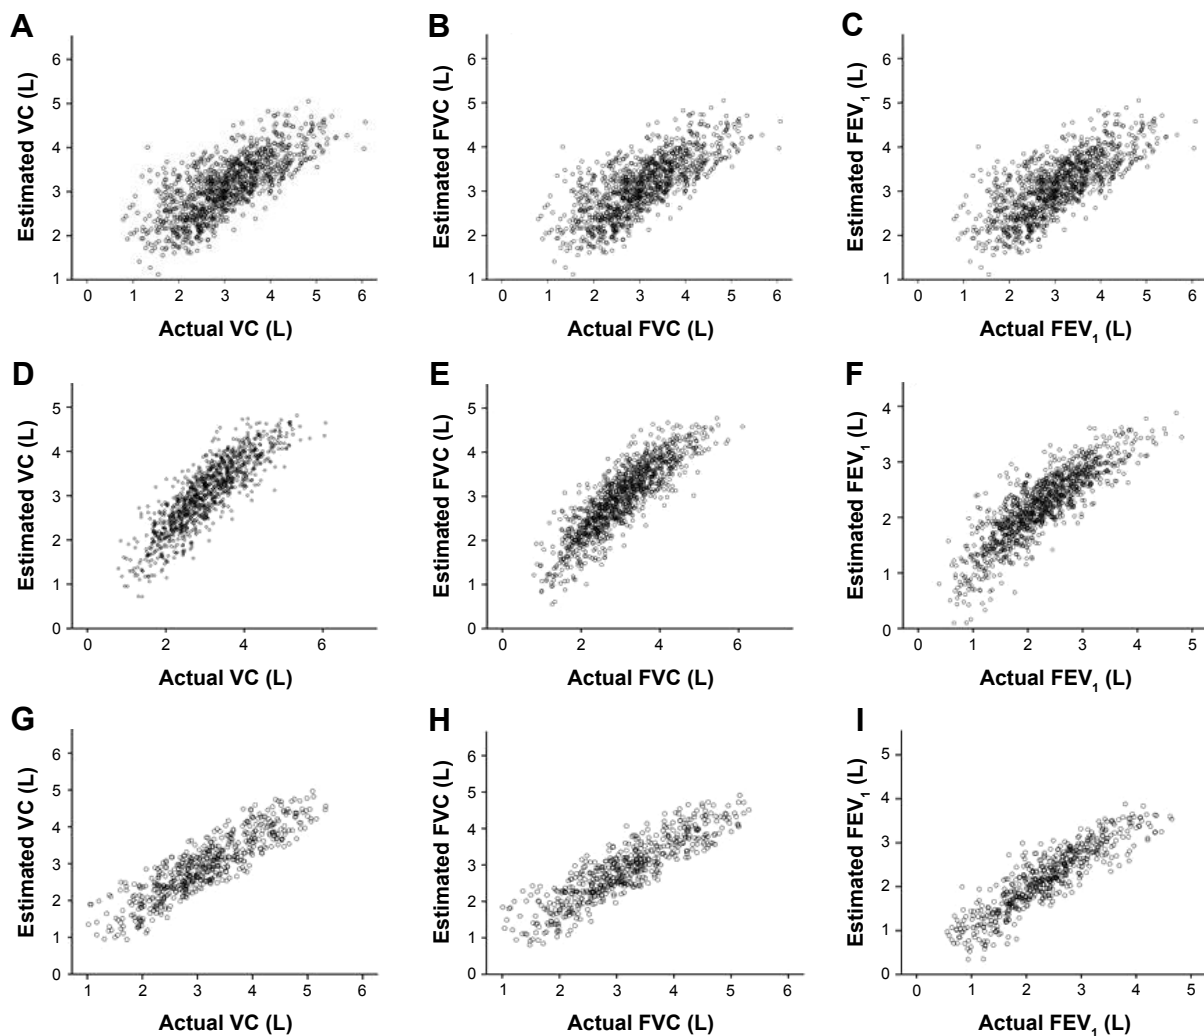 A
Estimated VC (L)
6
5
4
3
2
1
0 1 2 3 4 5 6
Actual VC (L)
B
Estimated FVC (L)
6
5
4
3
2
1
0 1 2 3 4 5 6
Actual FVC (L)
C
Estimated FEV₁ (L)
6
5
4
3
2
1
0 1 2 3 4 5 6
Actual FEV₁ (L)
D
Estimated VC (L)
5
4
3
2
1
0
0 2 4 6
Actual VC (L)
E
Estimated FVC (L)
5
4
3
2
1
0
0 2 4 6
Actual FVC (L)
F
Estimated FEV₁ (L)
4
3
2
1
0
0 1 2 3 4 5
Actual FEV₁ (L)
G
Estimated VC (L)
6
5
4
3
2
1
0
1 2 3 4 5 6
Actual VC (L)
H
Estimated FVC (L)
6
5
4
3
2
1
0
1 2 3 4 5 6
Actual FVC (L)
I
Estimated FEV₁ (L)
5
4
3
2
1
0
0 1 2 3 4 5
Actual FEV₁ (L)